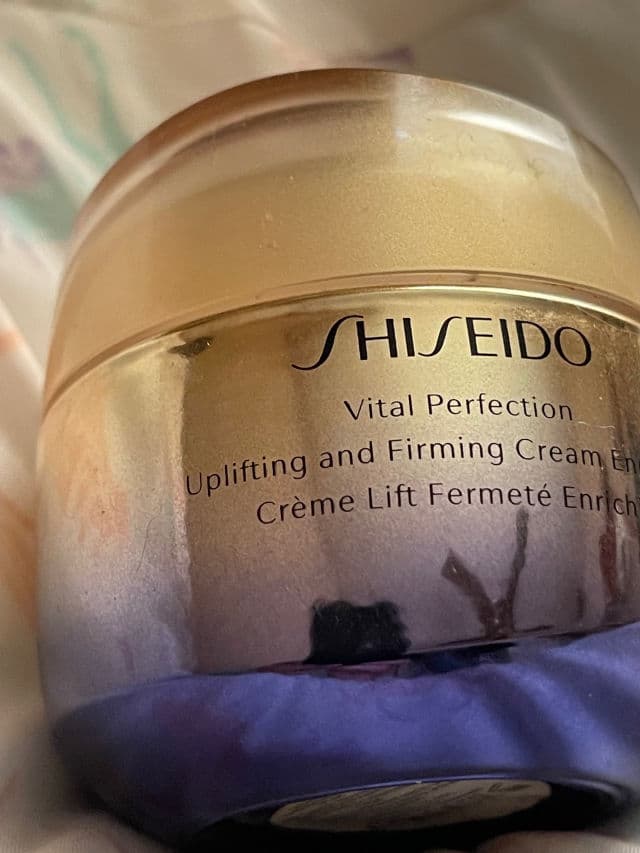 SHISEIDO
Vital Perfection
Uplifting and Firming Cream
Crème Lift Fermeté